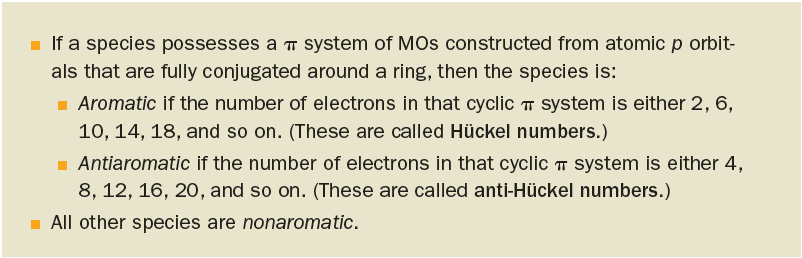 ■ If a species possesses a π system of MOs constructed from atomic p orbit-
als that are fully conjugated around a ring, then the species is:
■ Aromatic if the number of electrons in that cyclic π system is either 2, 6,
10, 14, 18, and so on. (These are called Hückel numbers.)
■ Antiaromatic if the number of electrons in that cyclic π system is either 4,
8, 12, 16, 20, and so on. (These are called anti-Hückel numbers.)
■ All other species are nonaromatic.